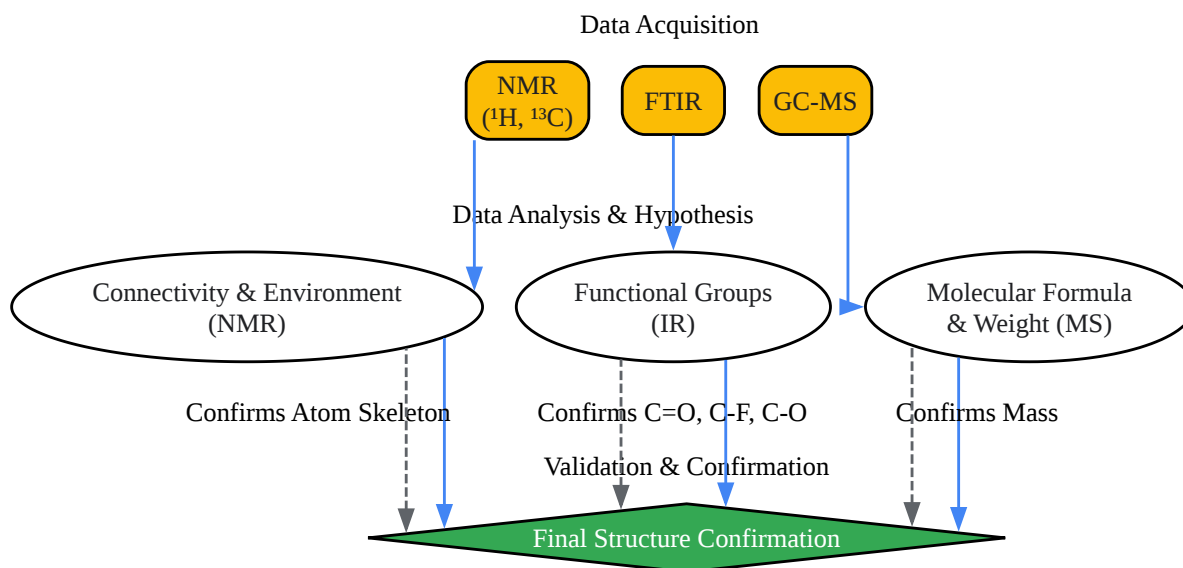 Data Acquisition
NMR
(¹H, ¹³C)
FTIR
GC-MS
Data Analysis & Hypothesis
Connectivity & Environment
(NMR)
Functional Groups
(IR)
Molecular Formula
& Weight (MS)
Confirms Atom Skeleton
Confirms C=O, C-F, C-O
Confirms Mass
Validation & Confirmation
Final Structure Confirmation